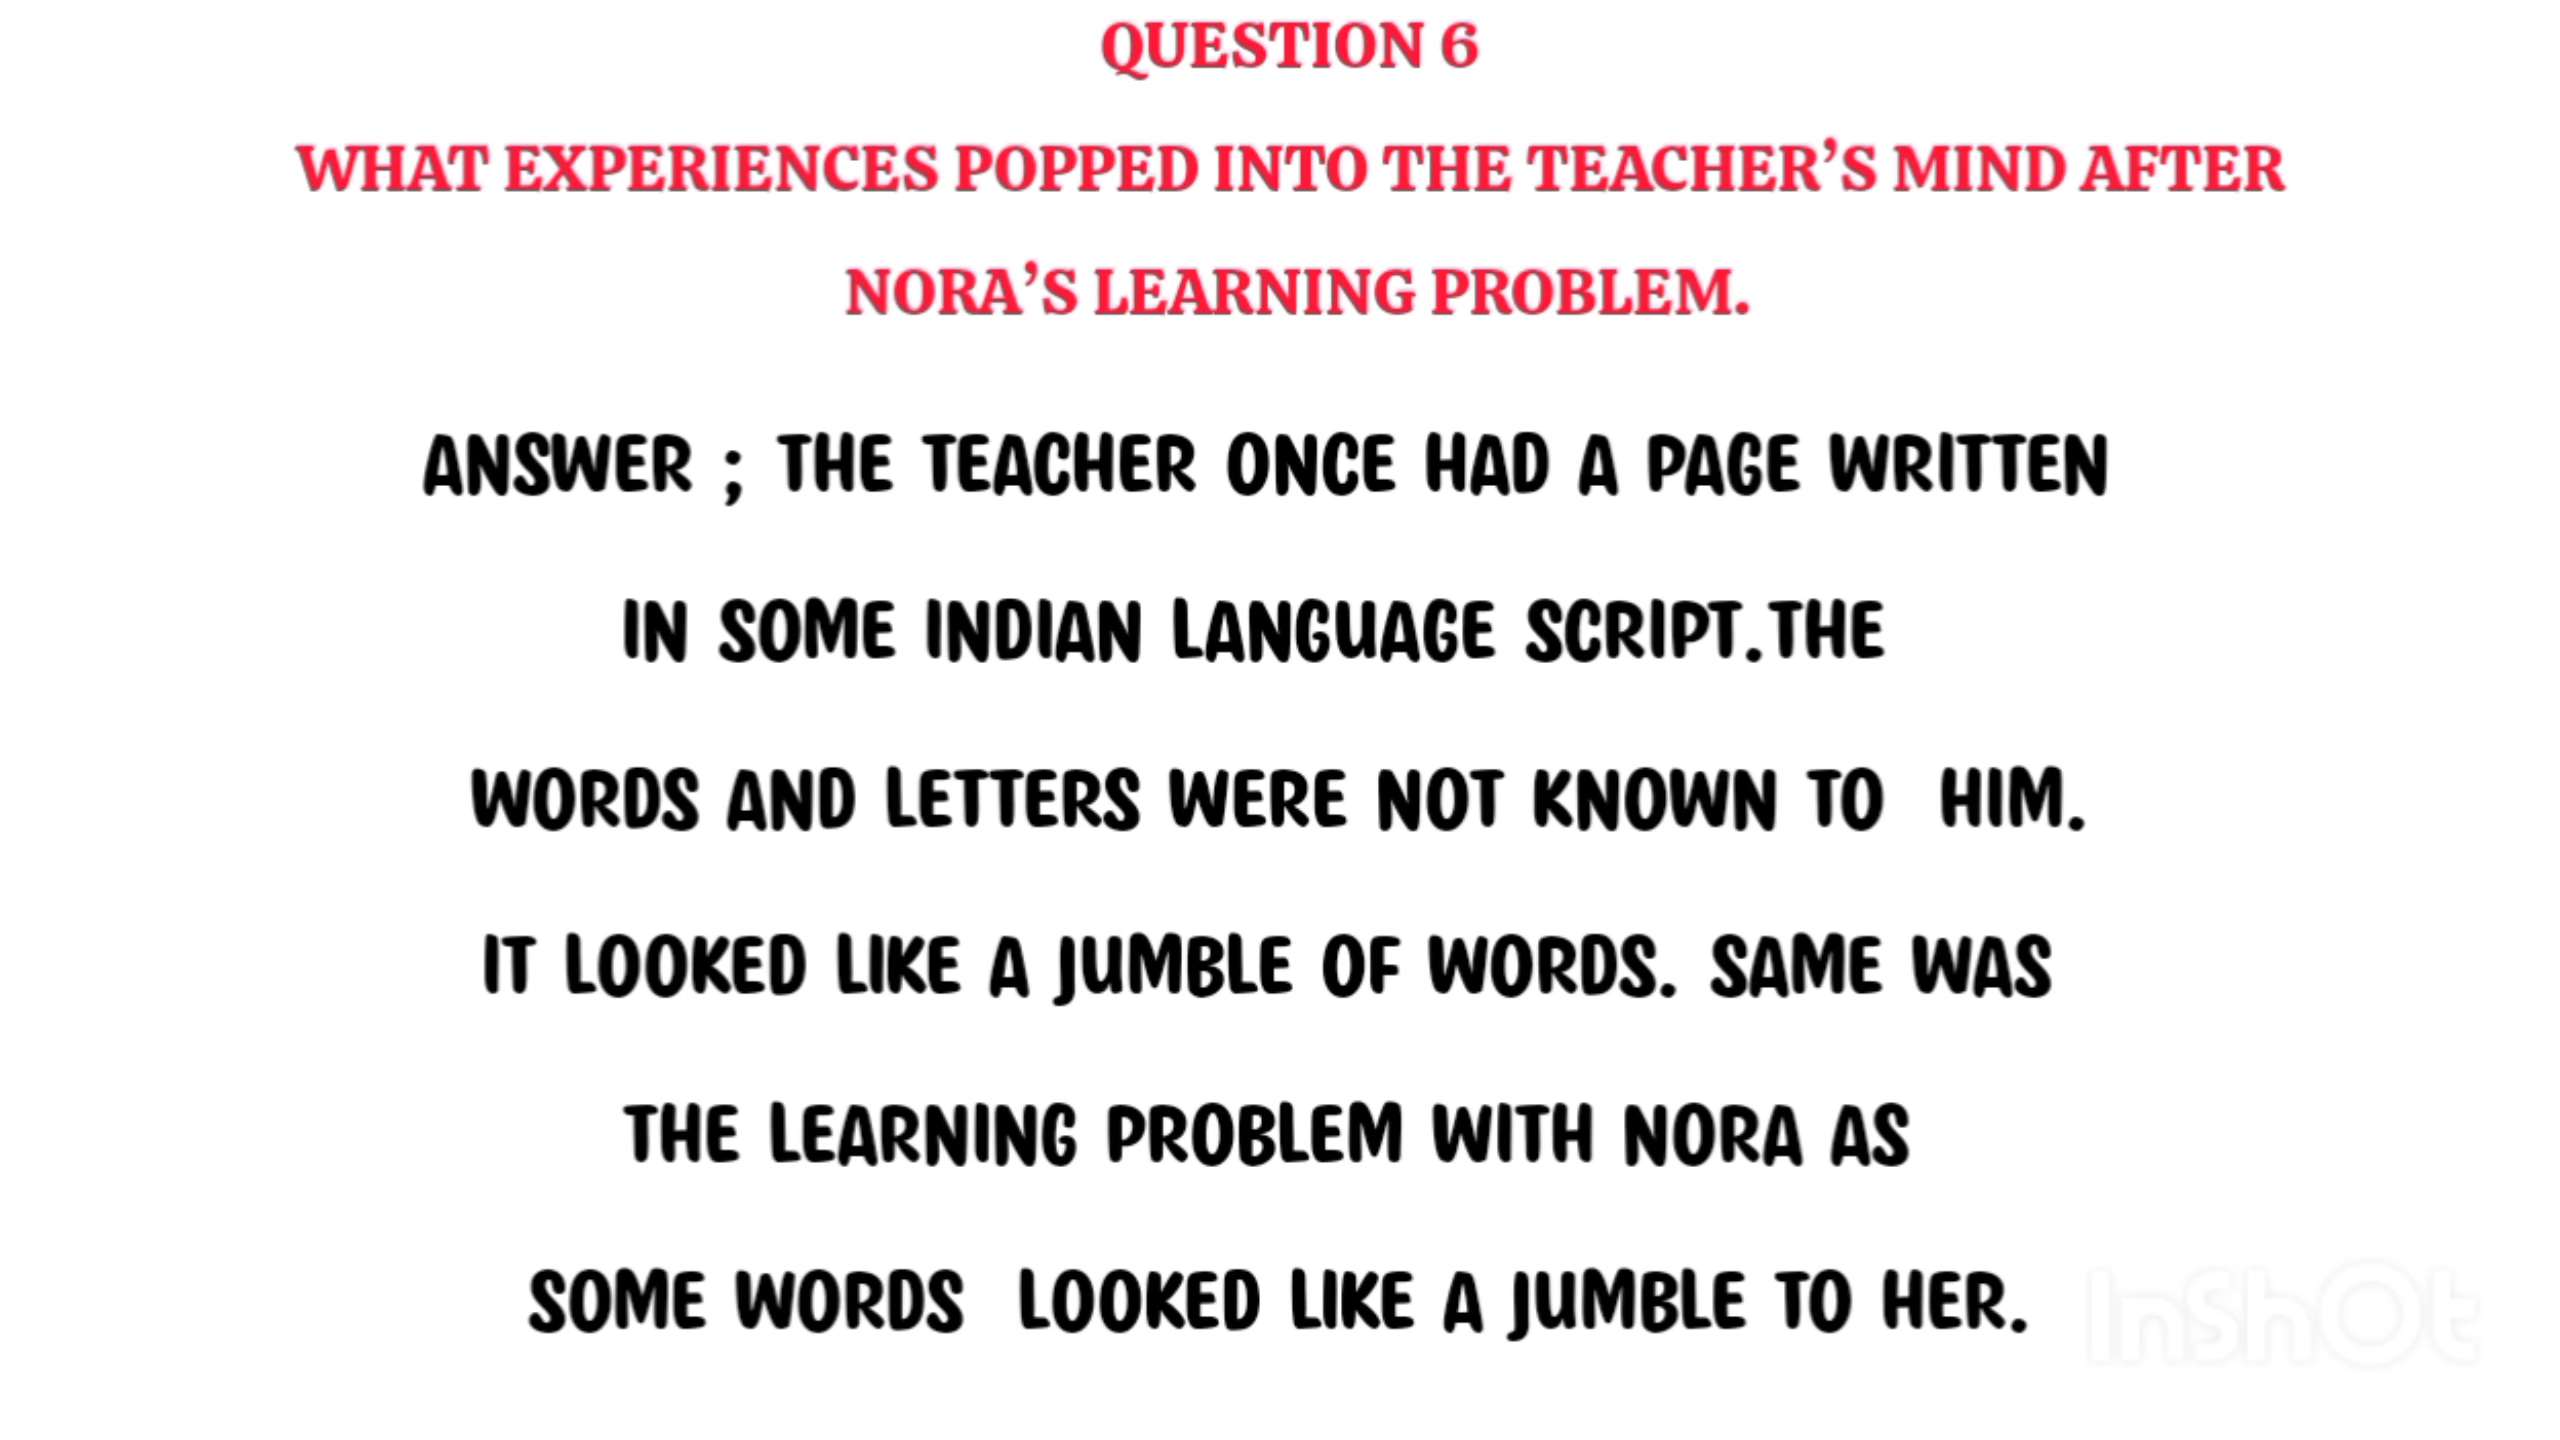 QUESTION 6
WHAT EXPERIENCES POPPED INTO THE TEACHER’S MIND AFTER
NORA’S LEARNING PROBLEM.
ANSWER ; THE TEACHER ONCE HAD A PAGE WRITTEN
IN SOME INDIAN LANGUAGE SCRIPT.THE
WORDS AND LETTERS WERE NOT KNOWN TO  HIM.
IT LOOKED LIKE A JUMBLE OF WORDS. SAME WAS
THE LEARNING PROBLEM WITH NORA AS
SOME WORDS  LOOKED LIKE A JUMBLE TO HER.
InShOt